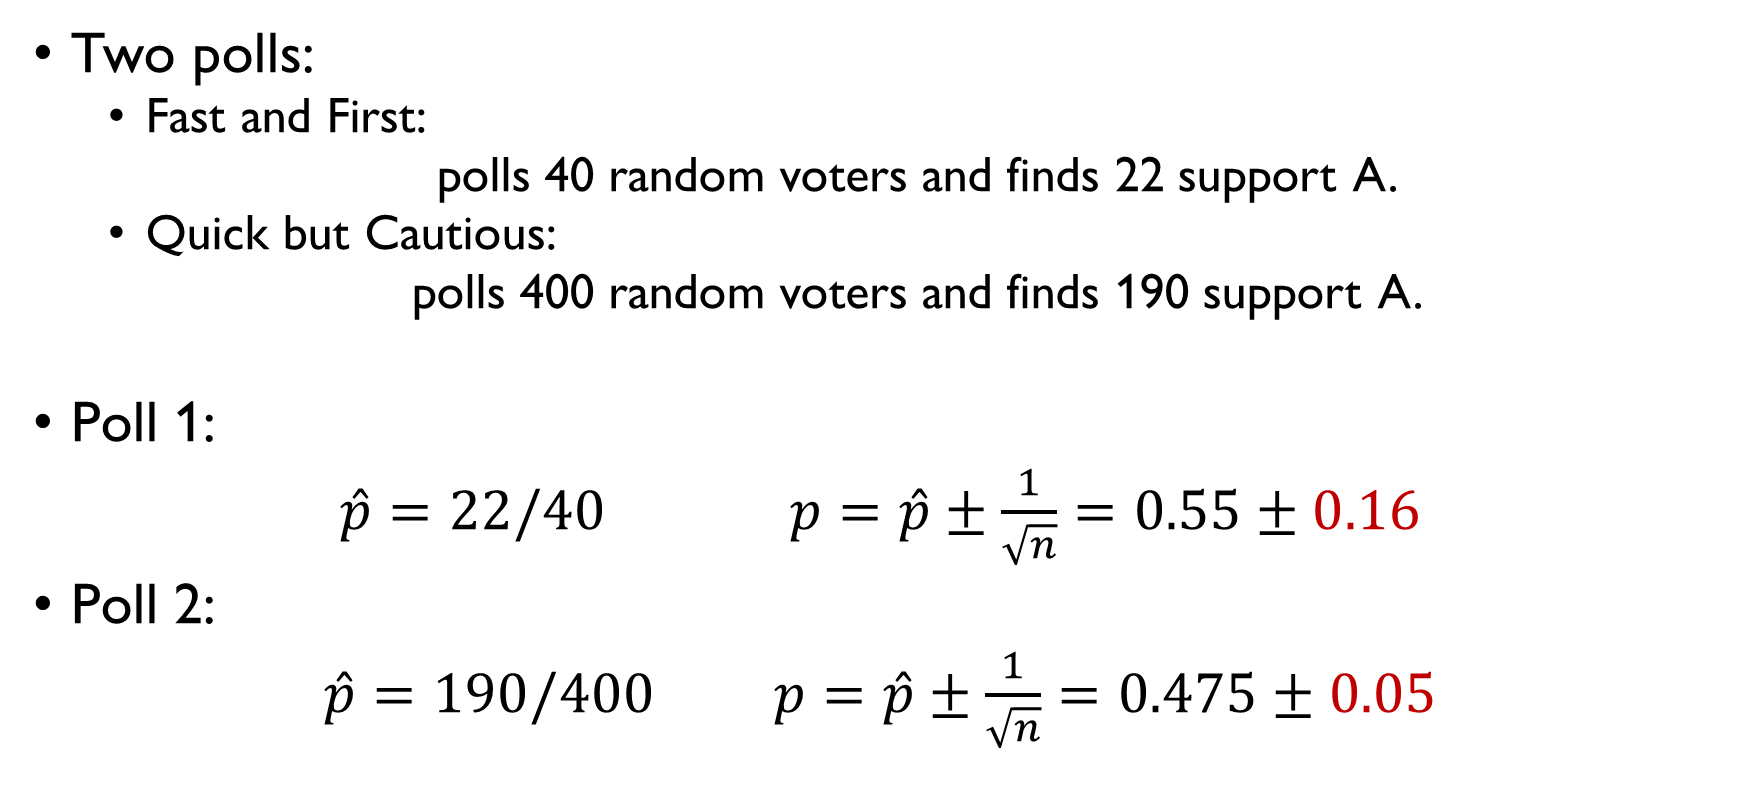 • Two polls:
• Fast and First:
polls 40 random voters and finds 22 support A.
• Quick but Cautious:
polls 400 random voters and finds 190 support A.
• Poll 1:
p̂ = 22/40 p = p̂ ± 1/√n = 0.55 ± 0.16
• Poll 2:
p̂ = 190/400 p = p̂ ± 1/√n = 0.475 ± 0.05